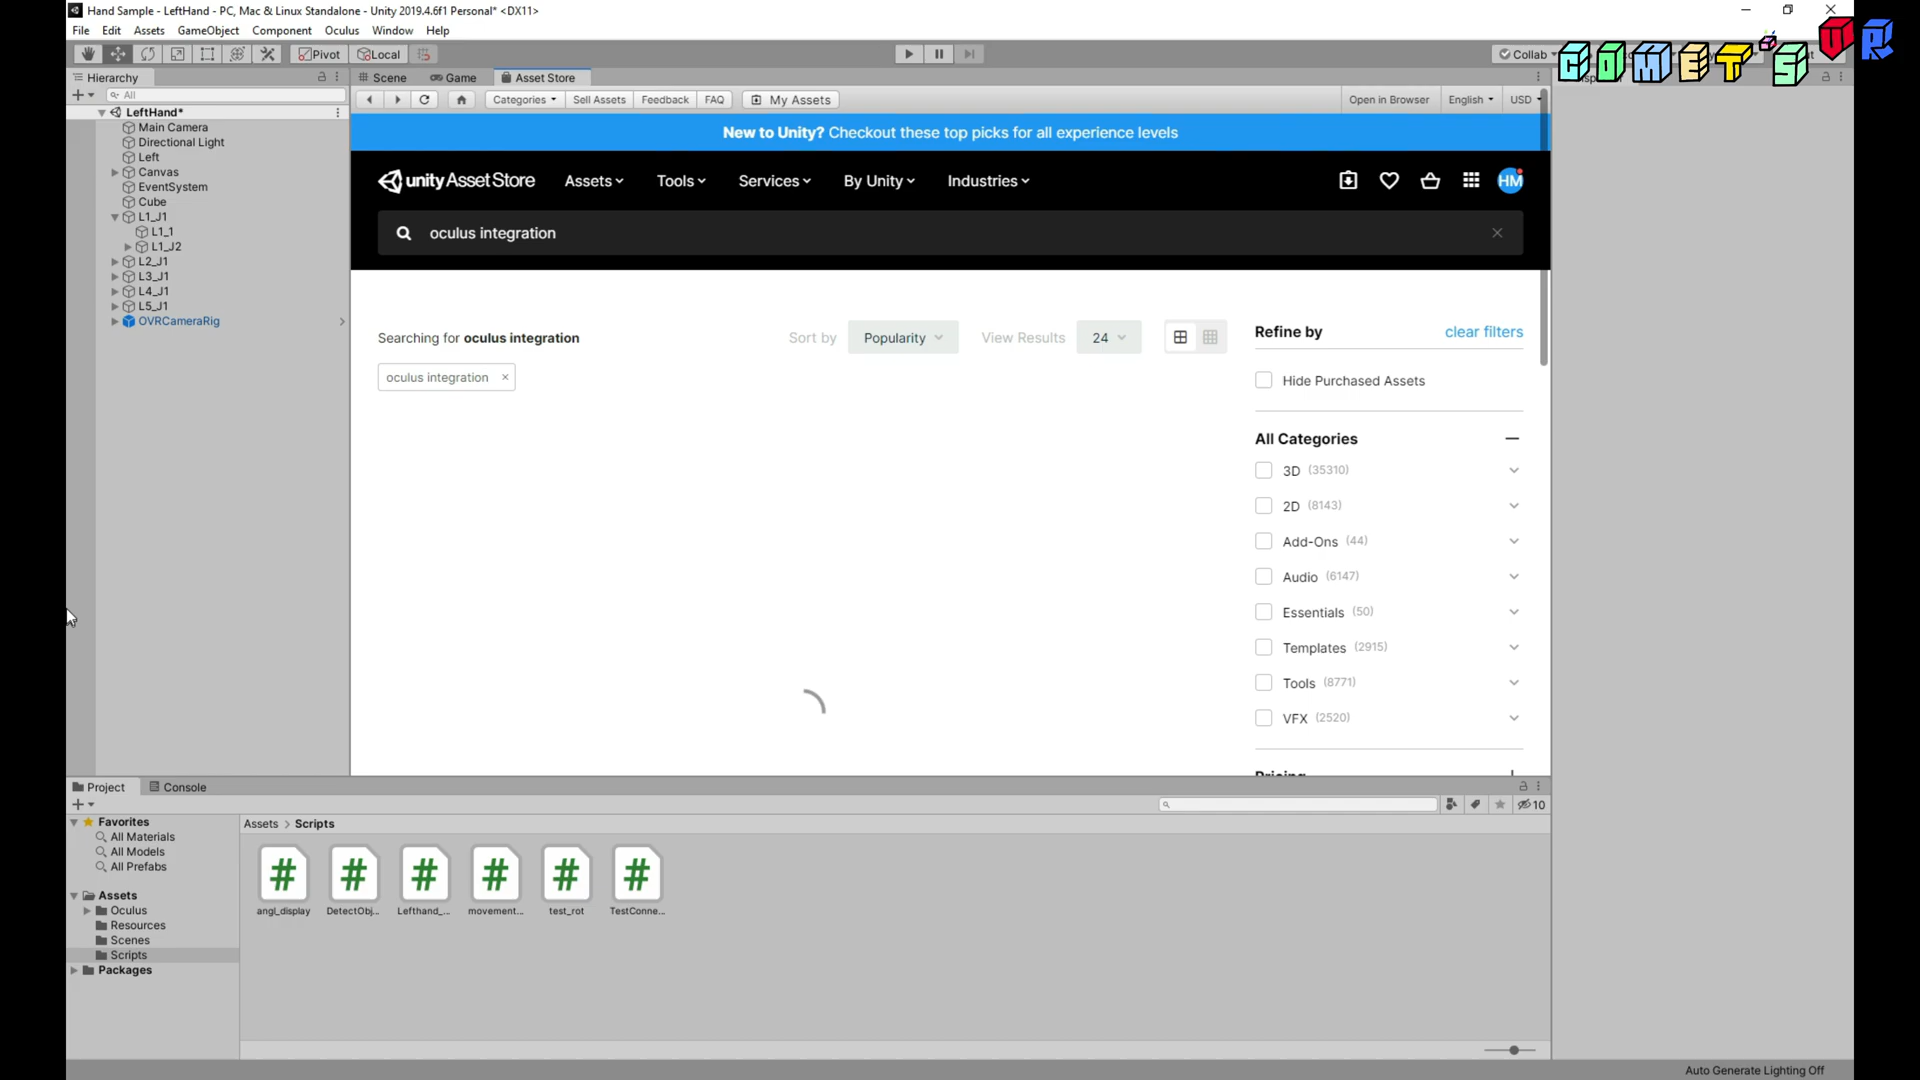 Hand Sample - LeftHand - PC, Mac & Linux Standalone - Unity 2019.4.6f1 Personal* <DX11>
File Edit Assets GameObject Component Oculus Window Help
Pivot Local Collab
COMET'S VR
Hierarchy
Scene Game Asset Store
All
Categories Sell Assets Feedback FAQ My Assets Open in Browser English USD
LeftHand*
Main Camera
Directional Light
Left
Canvas
EventSystem
Cube
L1_J1
L1_1
L1_J2
L2_J1
L3_J1
L4_J1
L5_J1
OVRCameraRig
New to Unity? Checkout these top picks for all experience levels
unity Asset Store Assets Tools Services By Unity Industries HM
oculus integration
Searching for oculus integration Sort by Popularity View Results 24
oculus integration ×
Refine by clear filters
Hide Purchased Assets
All Categories
3D (35310)
2D (8143)
Add-Ons (44)
Audio (6147)
Essentials (50)
Templates (2915)
Tools (8771)
VFX (2520)
Pricing
Project Console
10
Favorites
All Materials
All Models
All Prefabs
Assets
Oculus
Resources
Scenes
Scripts
Packages
Assets > Scripts
# # # # # #
angl_display DetectObj... Lefthand_... movement... test_rot TestConne...
Auto Generate Lighting Off